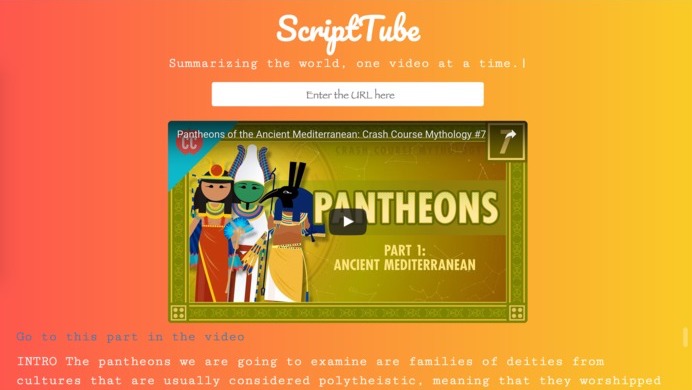 ScriptTube
Summarizing the world, one video at a time.|
Enter the URL here
Pantheons of the Ancient Mediterranean: Crash Course Mythology #7
CC
7
PANTHEONS
PART 1:
ANCIENT MEDITERRANEAN
Go to this part in the video
INTRO The pantheons we are going to examine are families of deities from
cultures that are usually considered polytheistic, meaning that they worshipped